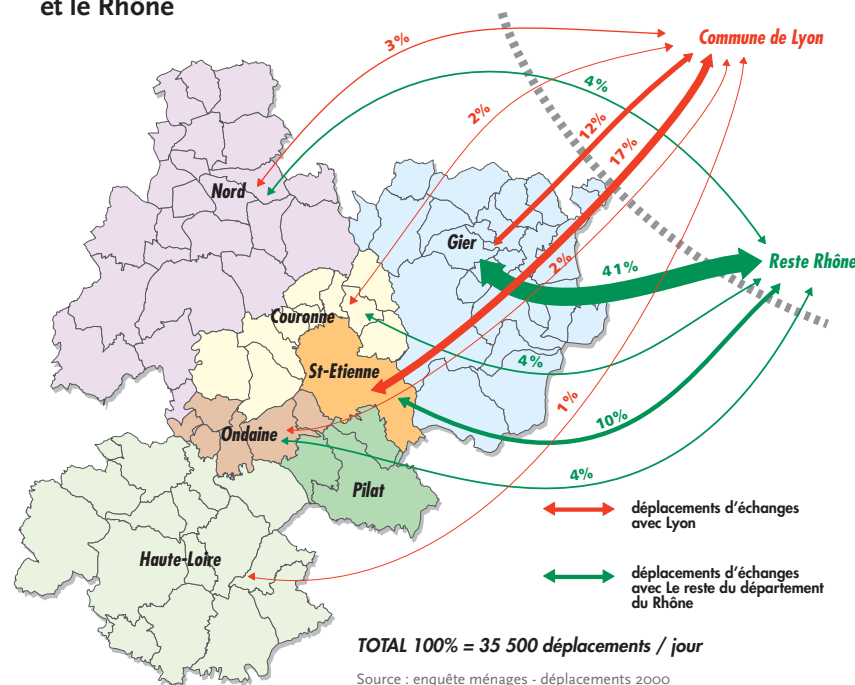 et le Rhône
Commune de Lyon
3%
4%
2%
12%
17%
Nord
Gier
2%
41%
Reste Rhône
Couronne
4%
St-Etienne
1%
10%
Ondaine
4%
Pilat
déplacements d'échanges
avec Lyon
Haute-Loire
déplacements d'échanges
avec Le reste du département
du Rhône
TOTAL 100% = 35 500 déplacements / jour
Source : enquête ménages - déplacements 2000